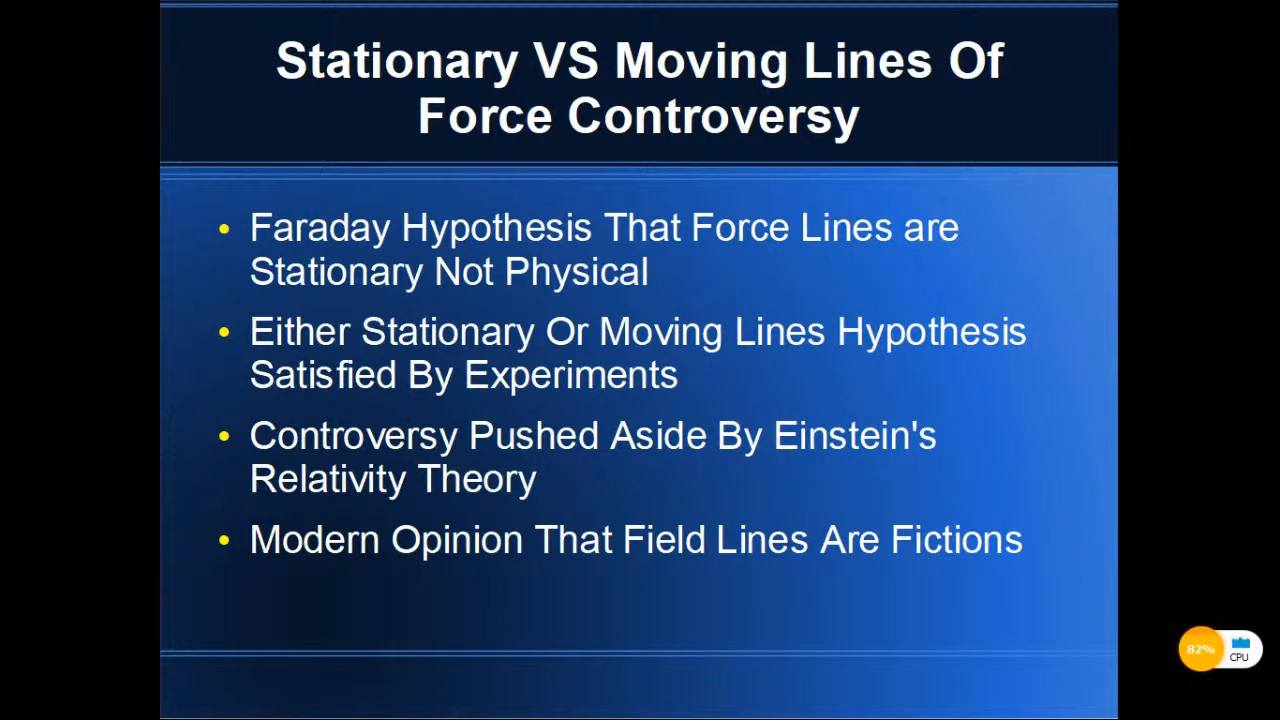 Stationary VS Moving Lines Of
Force Controversy
• Faraday Hypothesis That Force Lines are
Stationary Not Physical
• Either Stationary Or Moving Lines Hypothesis
Satisfied By Experiments
• Controversy Pushed Aside By Einstein's
Relativity Theory
• Modern Opinion That Field Lines Are Fictions
82%
CPU